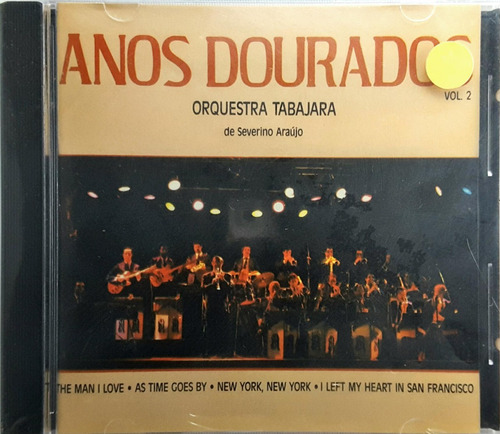 ANOS DOURADOS
VOL. 2
ORQUESTRA TABAJARA
de Severino Araújo
THE MAN I LOVE • AS TIME GOES BY • NEW YORK, NEW YORK • I LEFT MY HEART IN SAN FRANCISCO